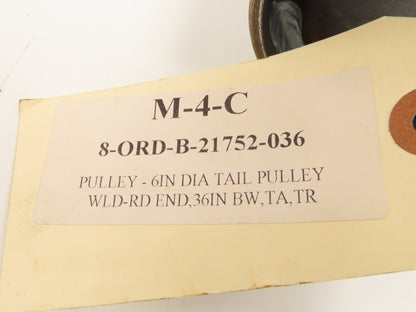 M-4-C
8-ORD-B-21752-036
PULLEY - 6IN DIA TAIL PULLEY
WLD-RD END,36IN BW,TA,TR